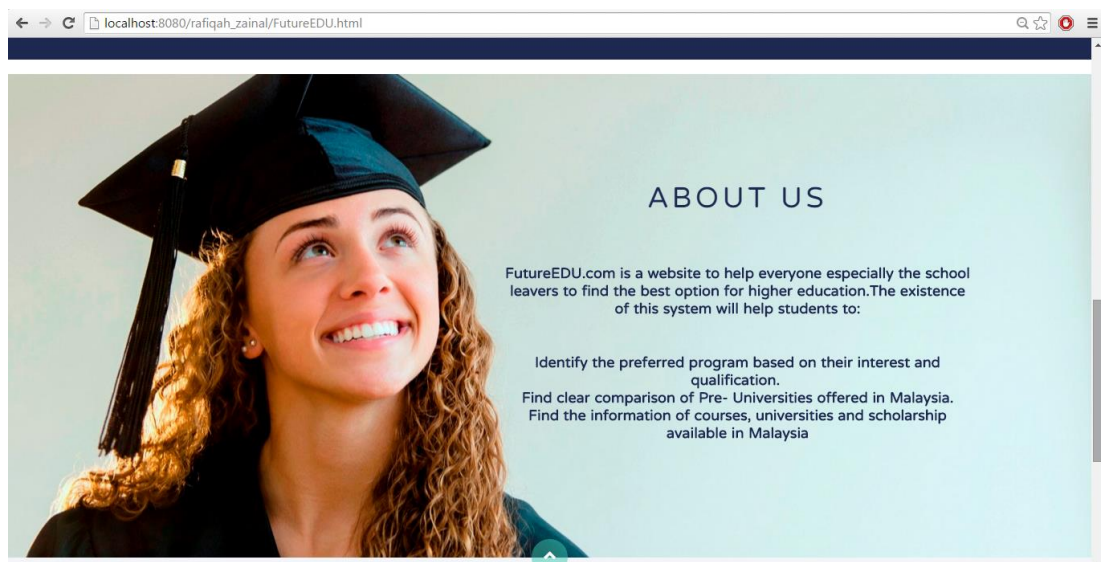 localhost:8080/rafiqah_zainal/FutureEDU.html
ABOUT US
FutureEDU.com is a website to help everyone especially the school
leavers to find the best option for higher education.The existence
of this system will help students to:
Identify the preferred program based on their interest and
qualification.
Find clear comparison of Pre- Universities offered in Malaysia.
Find the information of courses, universities and scholarship
available in Malaysia